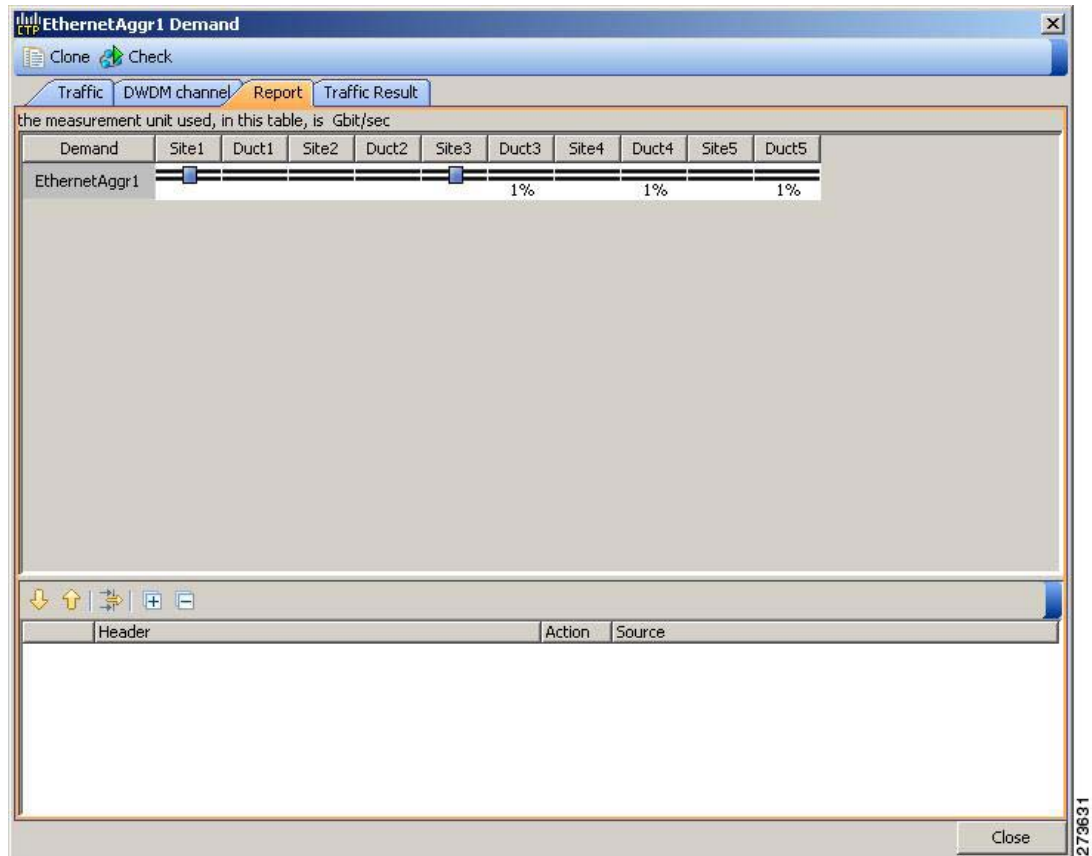 CTP EthernetAggr1 Demand
Clone Check
Traffic DWDM channel Report Traffic Result
the measurement unit used, in this table, is Gbit/sec
Demand Site1 Duct1 Site2 Duct2 Site3 Duct3 Site4 Duct4 Site5 Duct5
EthernetAggr1
1% 1% 1%
Header Action Source
Close
273631